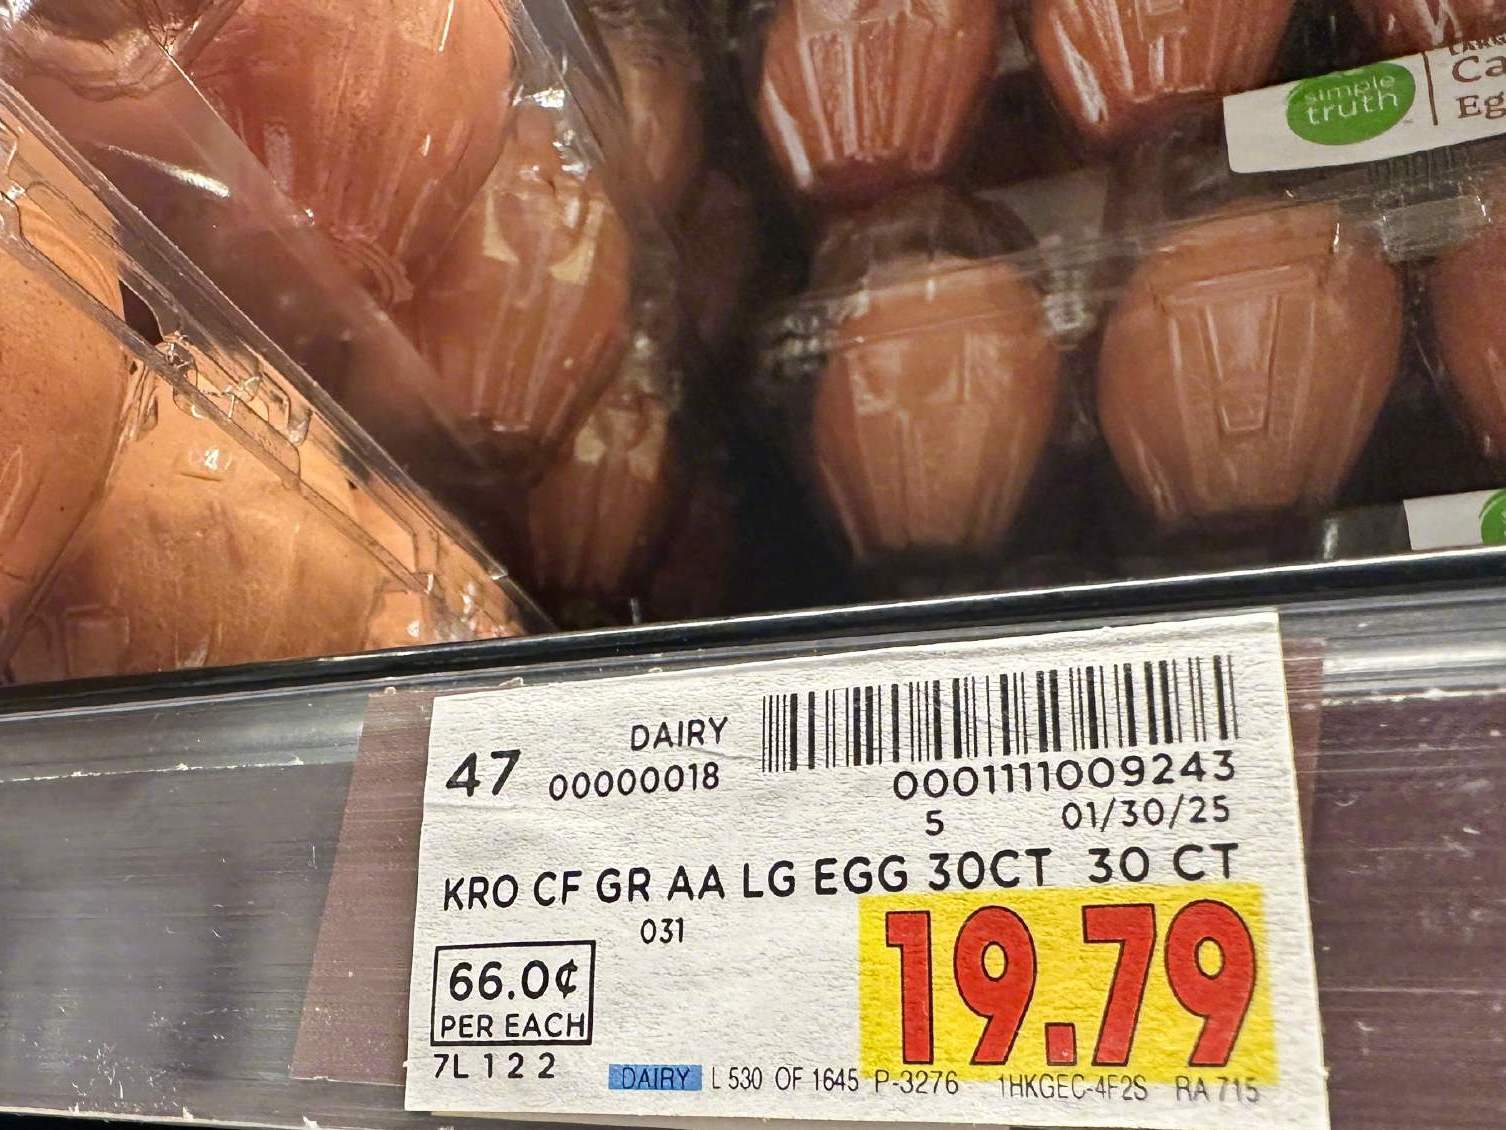 simple
truth
Ca
Eg
DAIRY
47 00000018
0001111009243
5 01/30/25
KRO CF GR AA LG EGG 30CT 30 CT
031
19.79
66.0¢
PER EACH
7L 1 2 2
DAIRY L 530 OF 1645 P-3276 1HKGEC-4F2S RA 715